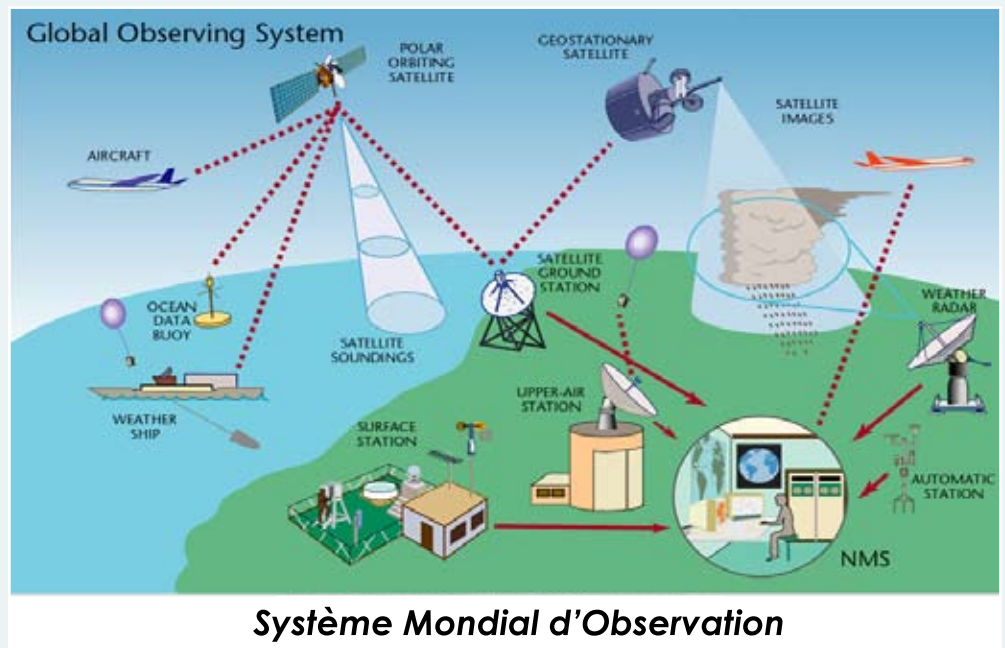 Global Observing System
POLAR
ORBITING
SATELLITE
GEOSTATIONARY
SATELLITE
SATELLITE
IMAGES
AIRCRAFT
SATELLITE
GROUND
STATION
WEATHER
RADAR
OCEAN
DATA
BUOY
SATELLITE
SOUNDINGS
UPPER-AIR
STATION
WEATHER
SHIP
SURFACE
STATION
AUTOMATIC
STATION
NMS
Système Mondial d'Observation